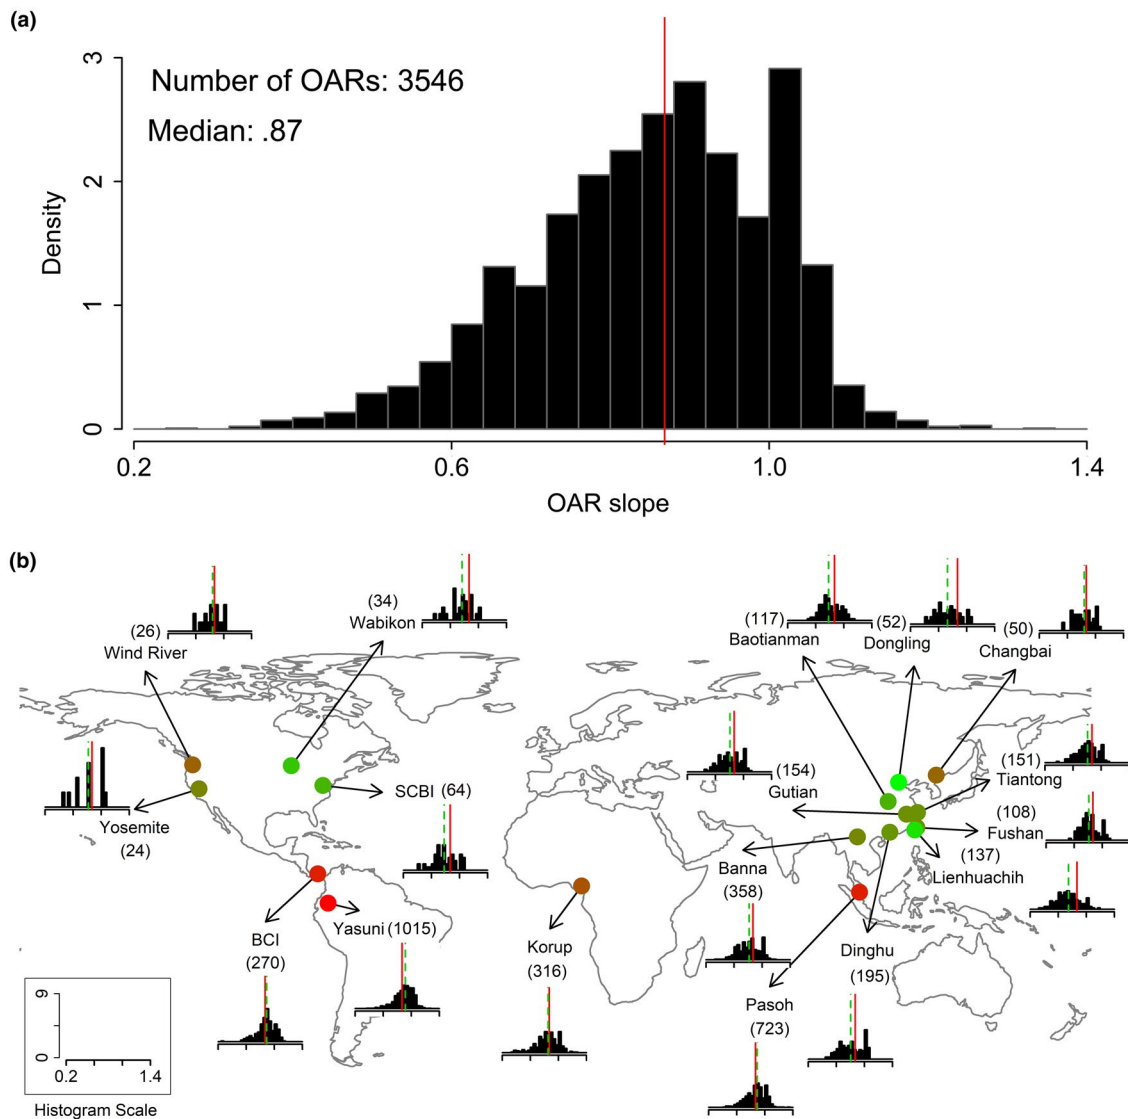 (a)
Number of OARs: 3546
Median: .87
Density
0
1
2
3
0.2 0.6 1.0 1.4
OAR slope
(b)
(26)
Wind River
(34)
Wabikon
(117)
Baotianman
(52)
Dongling
(50)
Changbai
(154)
Gutian
(151)
Tiantong
(108)
Fushan
(137)
Lienhuachih
Yosemite
(24)
SCBI (64)
Banna
(358)
BCI
(270)
Yasuni (1015)
Korup
(316)
Dinghu
(195)
Pasoh
(723)
9
0
0.2 1.4
Histogram Scale